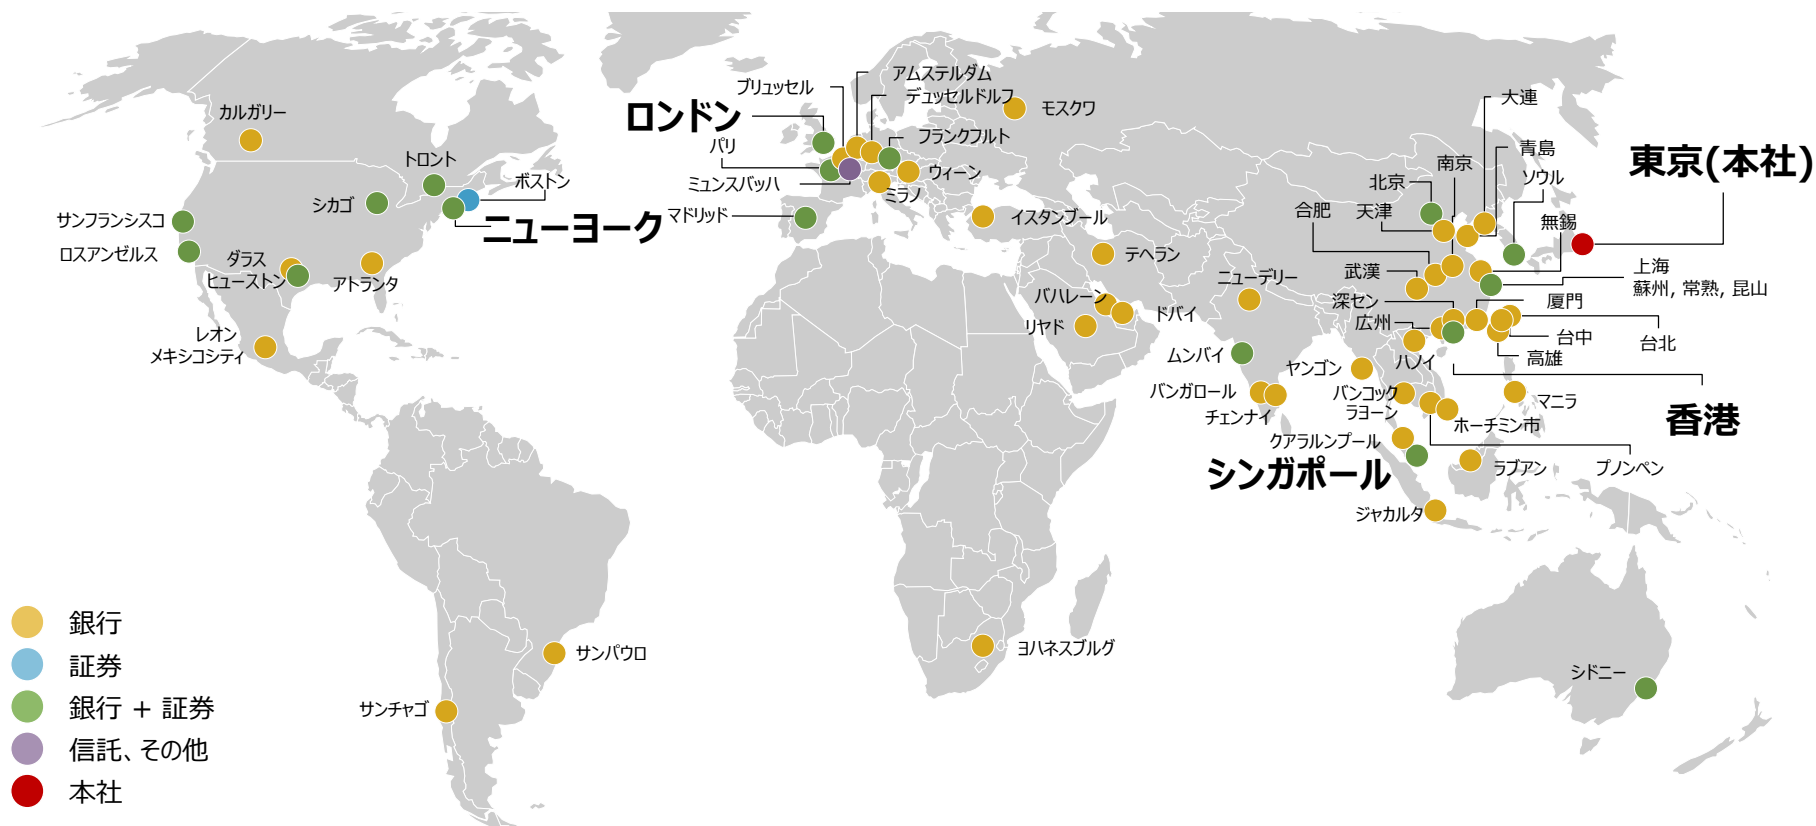 カルガリー
トロント
ボストン
シカゴ
ニューヨーク
サンフランシスコ
ロスアンゼルス
ダラス
ヒューストン
アトランタ
レオン
メキシコシティ
サンパウロ
サンチャゴ
アムステルダム
ブリュッセル
デュッセルドルフ
ロンドン
モスクワ
フランクフルト
パリ
ウィーン
ミュンスバッハ
ミラノ
マドリッド
イスタンブール
テヘラン
バハレーン
ドバイ
リヤド
ヨハネスブルグ
大連
青島
南京
ソウル
東京(本社)
北京
合肥
天津
無錫
武漢
上海
蘇州, 常熟, 昆山
ニューデリー
深セン
厦門
広州
台中
台北
高雄
ムンバイ
ハノイ
ヤンゴン
バンガロール
バンコック
ラヨーン
マニラ
香港
チェンナイ
ホーチミン市
クアラルンプール
シンガポール
ラブアン
プノンペン
ジャカルタ
シドニー
銀行
証券
銀行 + 証券
信託、その他
本社